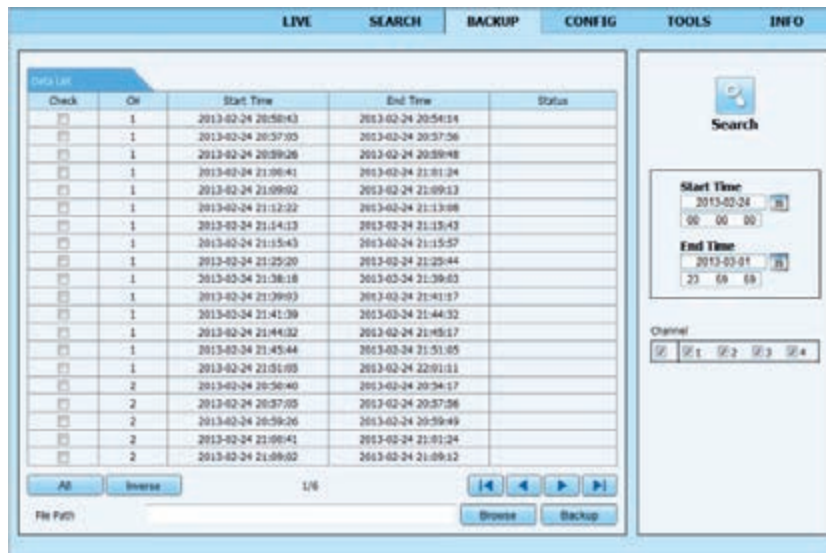 LIVE SEARCH BACKUP CONFIG TOOLS INFO
Data List
Check CH Start Time End Time Status
1 2013-02-24 20:50:43 2013-02-24 20:54:14
1 2013-02-24 20:57:05 2013-02-24 20:57:56
1 2013-02-24 20:59:26 2013-02-24 20:59:48
1 2013-02-24 21:00:41 2013-02-24 21:01:24
1 2013-02-24 21:09:02 2013-02-24 21:09:13
1 2013-02-24 21:12:22 2013-02-24 21:13:08
1 2013-02-24 21:14:13 2013-02-24 21:15:43
1 2013-02-24 21:15:43 2013-02-24 21:15:57
1 2013-02-24 21:25:20 2013-02-24 21:25:44
1 2013-02-24 21:38:18 2013-02-24 21:39:03
1 2013-02-24 21:39:03 2013-02-24 21:41:17
1 2013-02-24 21:41:39 2013-02-24 21:44:32
1 2013-02-24 21:44:32 2013-02-24 21:45:17
1 2013-02-24 21:45:44 2013-02-24 21:51:05
1 2013-02-24 21:51:05 2013-02-24 22:01:11
2 2013-02-24 20:50:40 2013-02-24 20:54:17
2 2013-02-24 20:57:05 2013-02-24 20:57:56
2 2013-02-24 20:59:26 2013-02-24 20:59:49
2 2013-02-24 21:00:41 2013-02-24 21:01:24
2 2013-02-24 21:09:02 2013-02-24 21:09:12
All Inverse 1/6
File Path Browse Backup
Search
Start Time
2013-02-24
00 00 00
End Time
2013-03-01
23 59 59
Channel
1 2 3 4